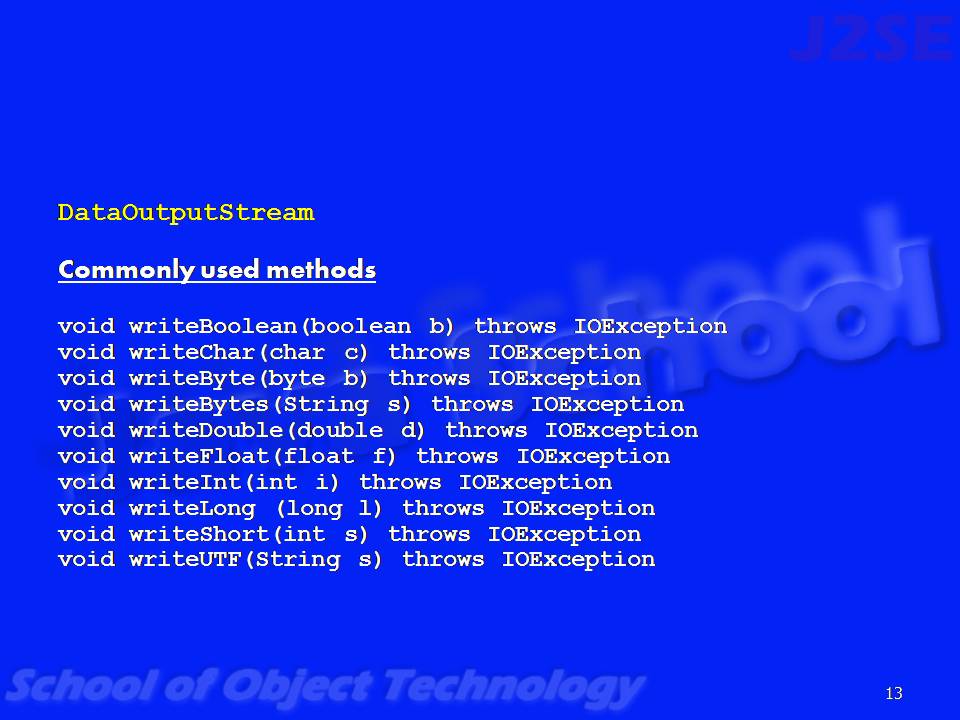 J2SE
DataOutputStream
Commonly used methods
void writeBoolean(boolean b) throws IOException
void writeChar(char c) throws IOException
void writeByte(byte b) throws IOException
void writeBytes(String s) throws IOException
void writeDouble(double d) throws IOException
void writeFloat(float f) throws IOException
void writeInt(int i) throws IOException
void writeLong (long l) throws IOException
void writeShort(int s) throws IOException
void writeUTF(String s) throws IOException
School of Object Technology
13